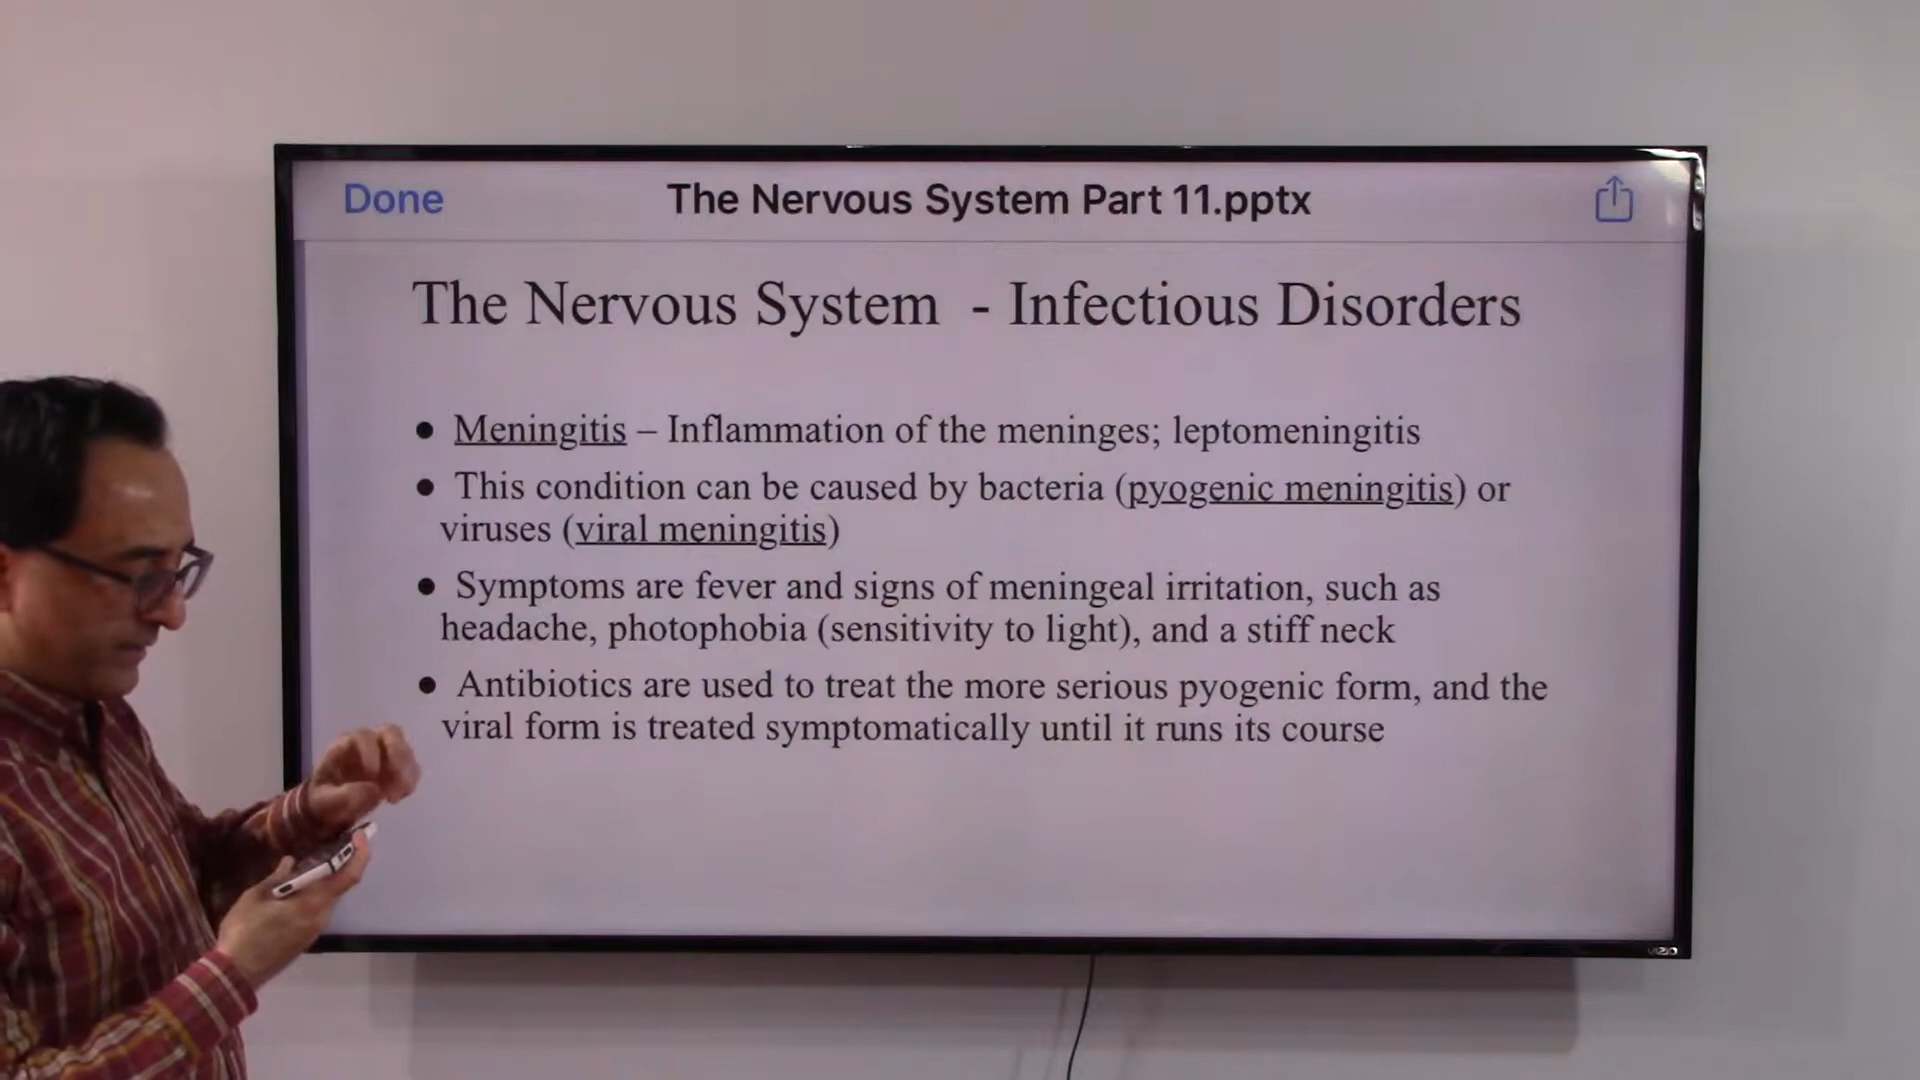 Done
The Nervous System Part 11.pptx
The Nervous System - Infectious Disorders
● Meningitis – Inflammation of the meninges; leptomeningitis
● This condition can be caused by bacteria (pyogenic meningitis) or
viruses (viral meningitis)
● Symptoms are fever and signs of meningeal irritation, such as
headache, photophobia (sensitivity to light), and a stiff neck
● Antibiotics are used to treat the more serious pyogenic form, and the
viral form is treated symptomatically until it runs its course
VIZIO